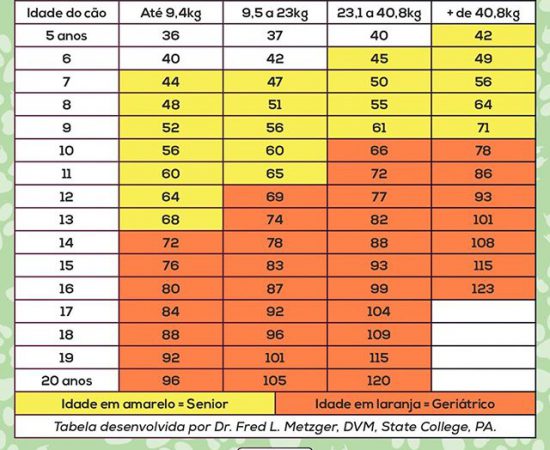 Idade do cão Até 9,4kg 9,5 a 23kg 23,1 a 40,8kg + de 40,8kg
5 anos 36 37 40 42
6 40 42 45 49
7 44 47 50 56
8 48 51 55 64
9 52 56 61 71
10 56 60 66 78
11 60 65 72 86
12 64 69 77 93
13 68 74 82 101
14 72 78 88 108
15 76 83 93 115
16 80 87 99 123
17 84 92 104
18 88 96 109
19 92 101 115
20 anos 96 105 120
Idade em amarelo = Senior Idade em laranja = Geriátrico
Tabela desenvolvida por Dr. Fred L. Metzger, DVM, State College, PA.